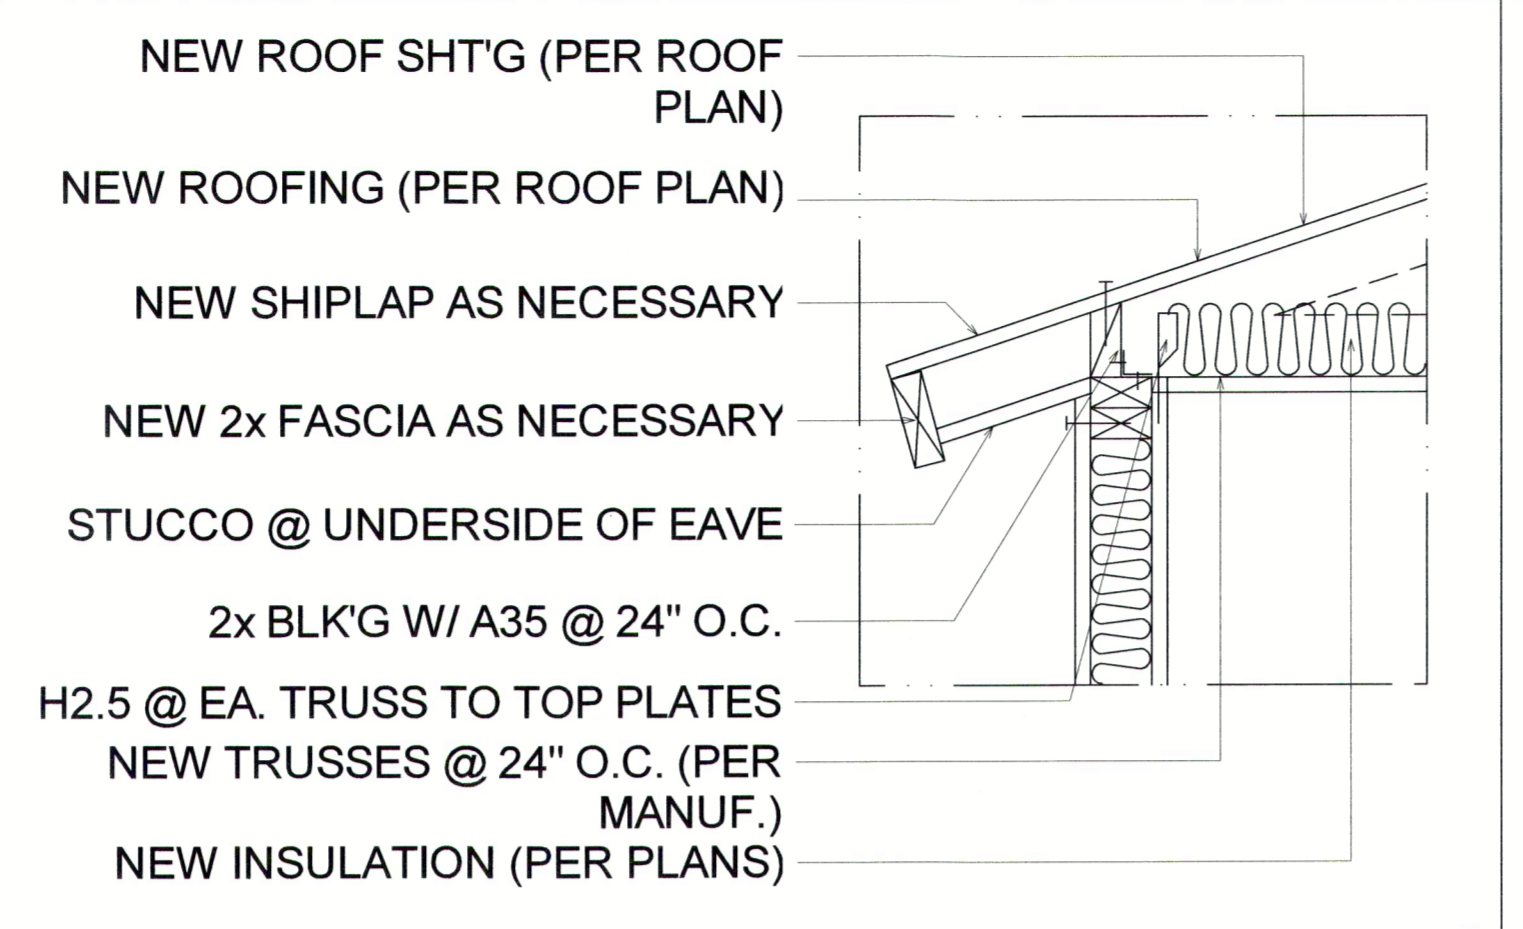 NEW ROOF SHT'G (PER ROOF
PLAN)
NEW ROOFING (PER ROOF PLAN)
NEW SHIPLAP AS NECESSARY
NEW 2x FASCIA AS NECESSARY
STUCCO @ UNDERSIDE OF EAVE
2x BLK'G W/ A35 @ 24" O.C.
H2.5 @ EA. TRUSS TO TOP PLATES
NEW TRUSSES @ 24" O.C. (PER
MANUF.)
NEW INSULATION (PER PLANS)